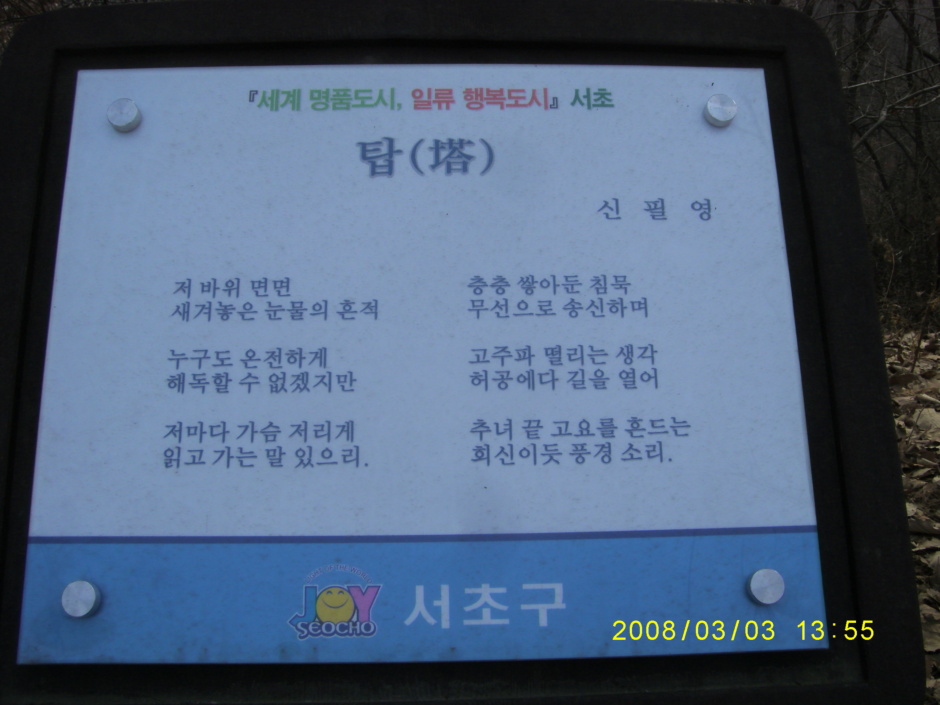 『세계 명품도시, 일류 행복도시』 서초
탑(塔)
신 필 영
저 바위 면면
새겨놓은 눈물의 흔적
누구도 온전하게
해독할 수 없겠지만
저마다 가슴 저리게
읽고 가는 말 있으리.
층층 쌓아둔 침묵
무선으로 송신하며
고주파 떨리는 생각
허공에다 길을 열어
추녀 끝 고요를 흔드는
회신이듯 풍경 소리.
JOY
SEOCHO
서초구
2008/03/03 13:55